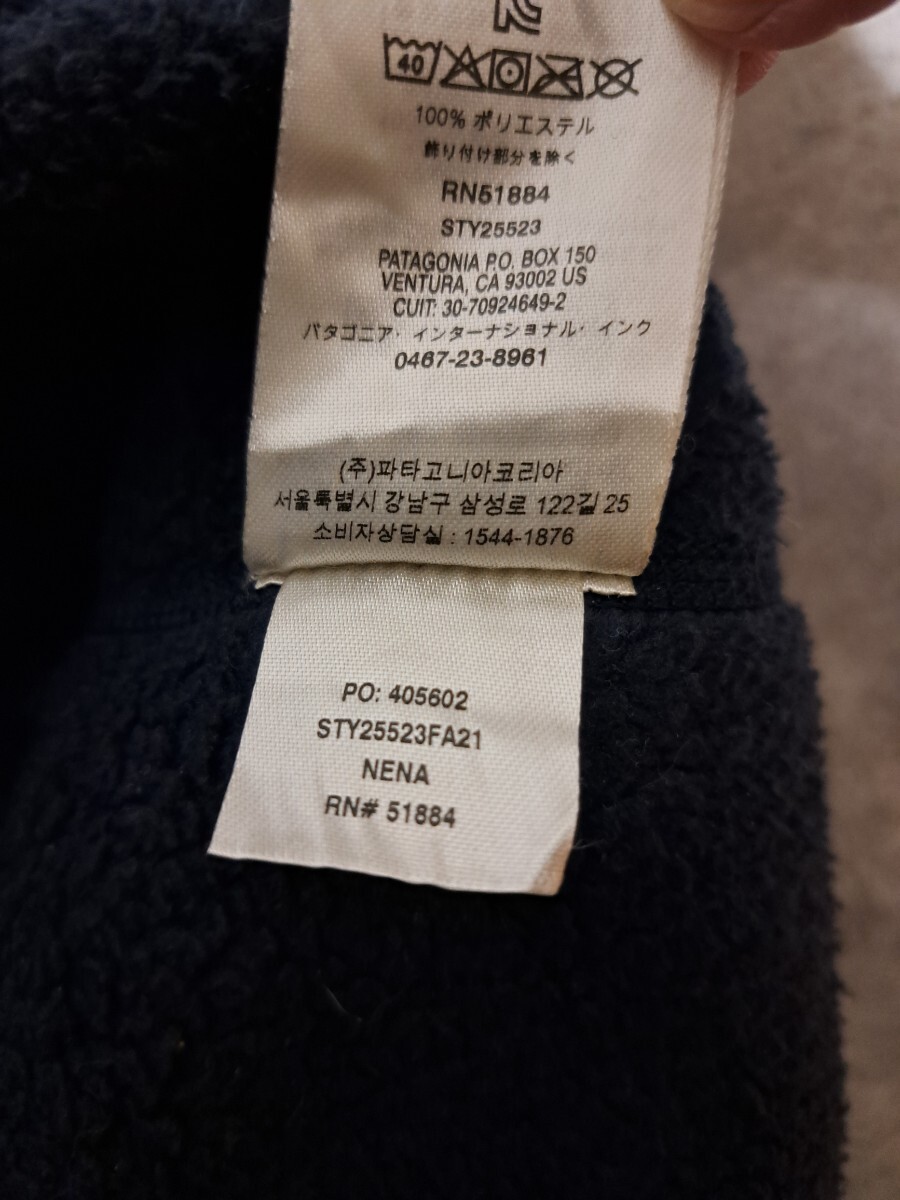 40
100% ポリエステル
飾り付け部分を除く
RN51884
STY25523
PATAGONIA P.O. BOX 150
VENTURA, CA 93002 US
CUIT: 30-70924649-2
パタゴニア・インターナショナル・インク
0467-23-8961
(주)파타고니아코리아
서울특별시 강남구 삼성로 122길 25
소비자상담실 : 1544-1876
PO: 405602
STY25523FA21
NENA
RN# 51884